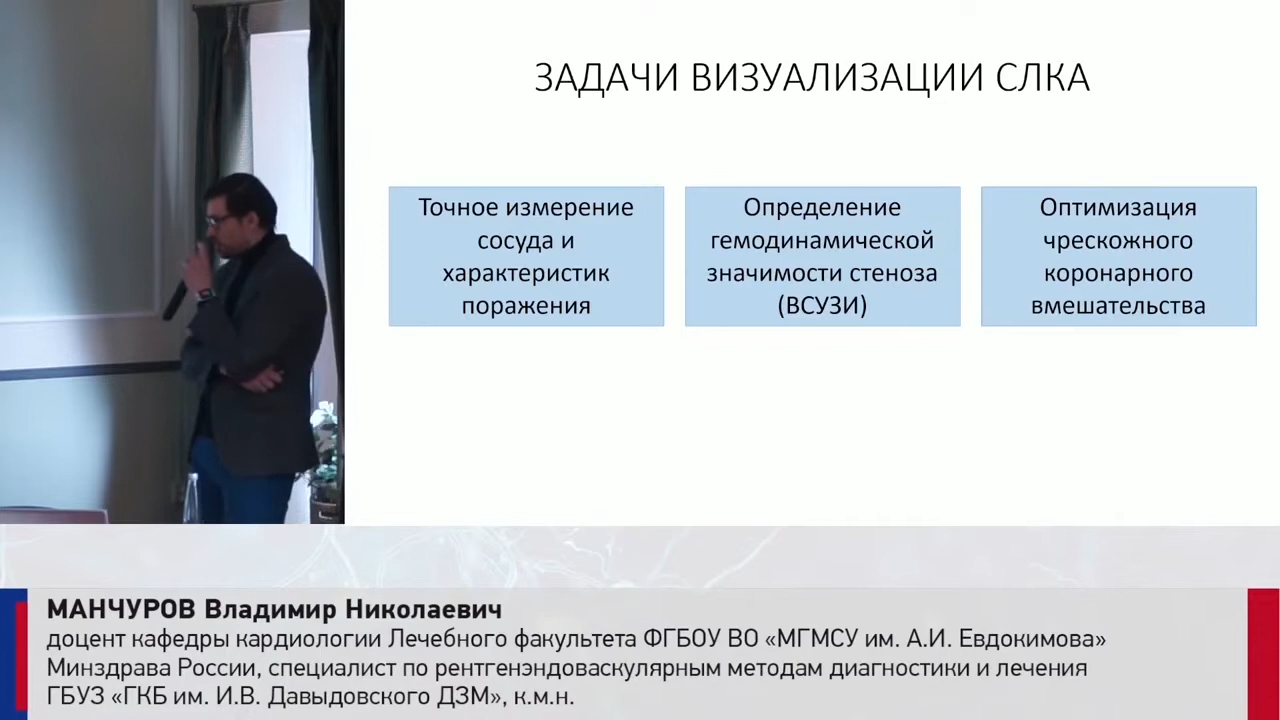 ЗАДАЧИ ВИЗУАЛИЗАЦИИ СЛКА
Точное измерение
сосуда и
характеристик
поражения
Определение
гемодинамической
значимости стеноза
(ВСУЗИ)
Оптимизация
чрескожного
коронарного
вмешательства
МАНЧУРОВ Владимир Николаевич
доцент кафедры кардиологии Лечебного факультета ФГБОУ ВО «МГМСУ им. А.И. Евдокимова»
Минздрава России, специалист по рентгенэндоваскулярным методам диагностики и лечения
ГБУЗ «ГКБ им. И.В. Давыдовского ДЗМ», к.м.н.